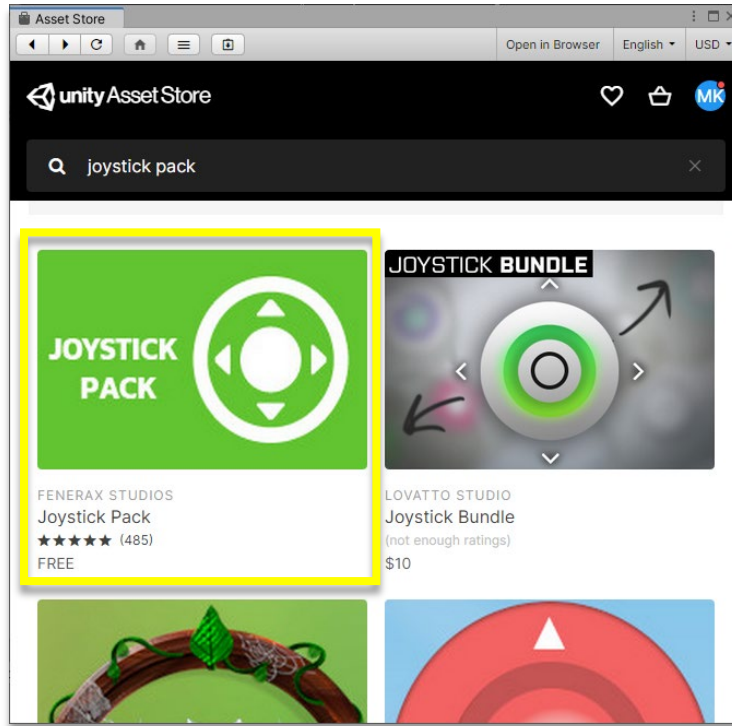 Asset Store
Open in Browser English USD
unity Asset Store
MK
joystick pack
JOYSTICK
PACK
JOYSTICK BUNDLE
FENERAX STUDIOS
Joystick Pack
★★★★★ (485)
FREE
LOVATTO STUDIO
Joystick Bundle
(not enough ratings)
$10